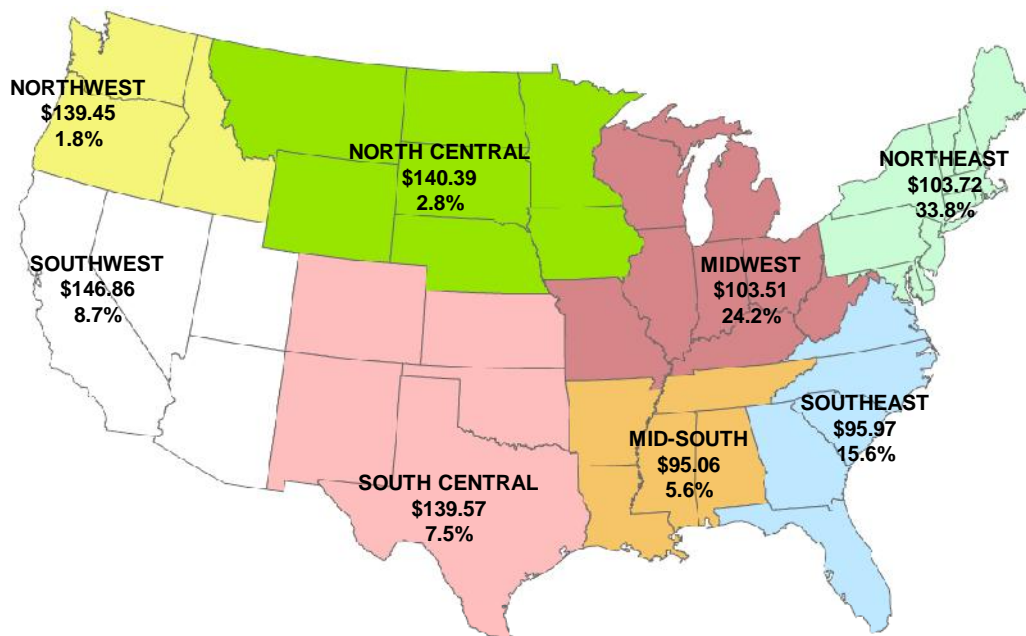 NORTHWEST
$139.45
1.8%
NORTH CENTRAL
$140.39
2.8%
NORTHEAST
$103.72
33.8%
SOUTHWEST
$146.86
8.7%
MIDWEST
$103.51
24.2%
SOUTHEAST
$95.97
15.6%
MID-SOUTH
$95.06
5.6%
SOUTH CENTRAL
$139.57
7.5%